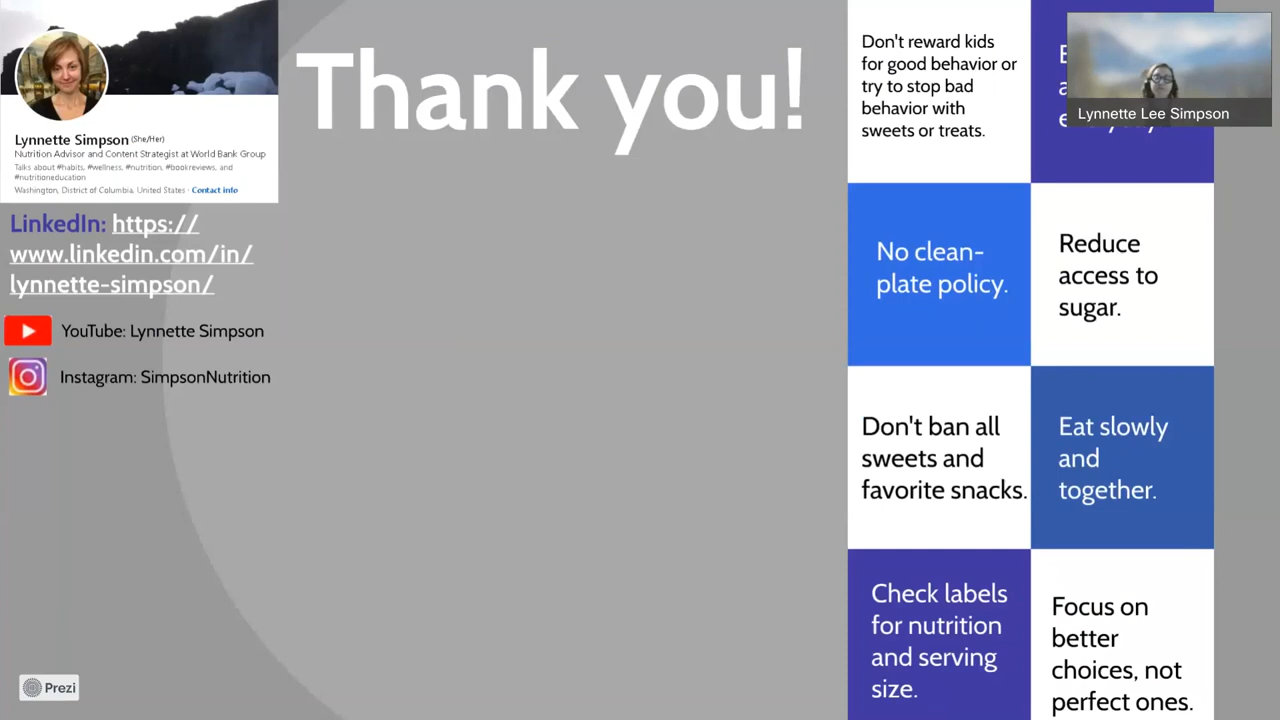 Thank you!
Lynnette Simpson (She/Her)
Nutrition Advisor and Content Strategist at World Bank Group
Talks about #habits, #wellness, #nutrition, #bookreviews, and
#nutritioneducation
Washington, District of Columbia, United States · Contact info
LinkedIn: https://
www.linkedin.com/in/
lynnette-simpson/
YouTube: Lynnette Simpson
Instagram: SimpsonNutrition
Prezi
Don't reward kids
for good behavior or
try to stop bad
behavior with
sweets or treats.
Lynnette Lee Simpson
No clean-
plate policy.
Reduce
access to
sugar.
Don't ban all
sweets and
favorite snacks.
Eat slowly
and
together.
Check labels
for nutrition
and serving
size.
Focus on
better
choices, not
perfect ones.